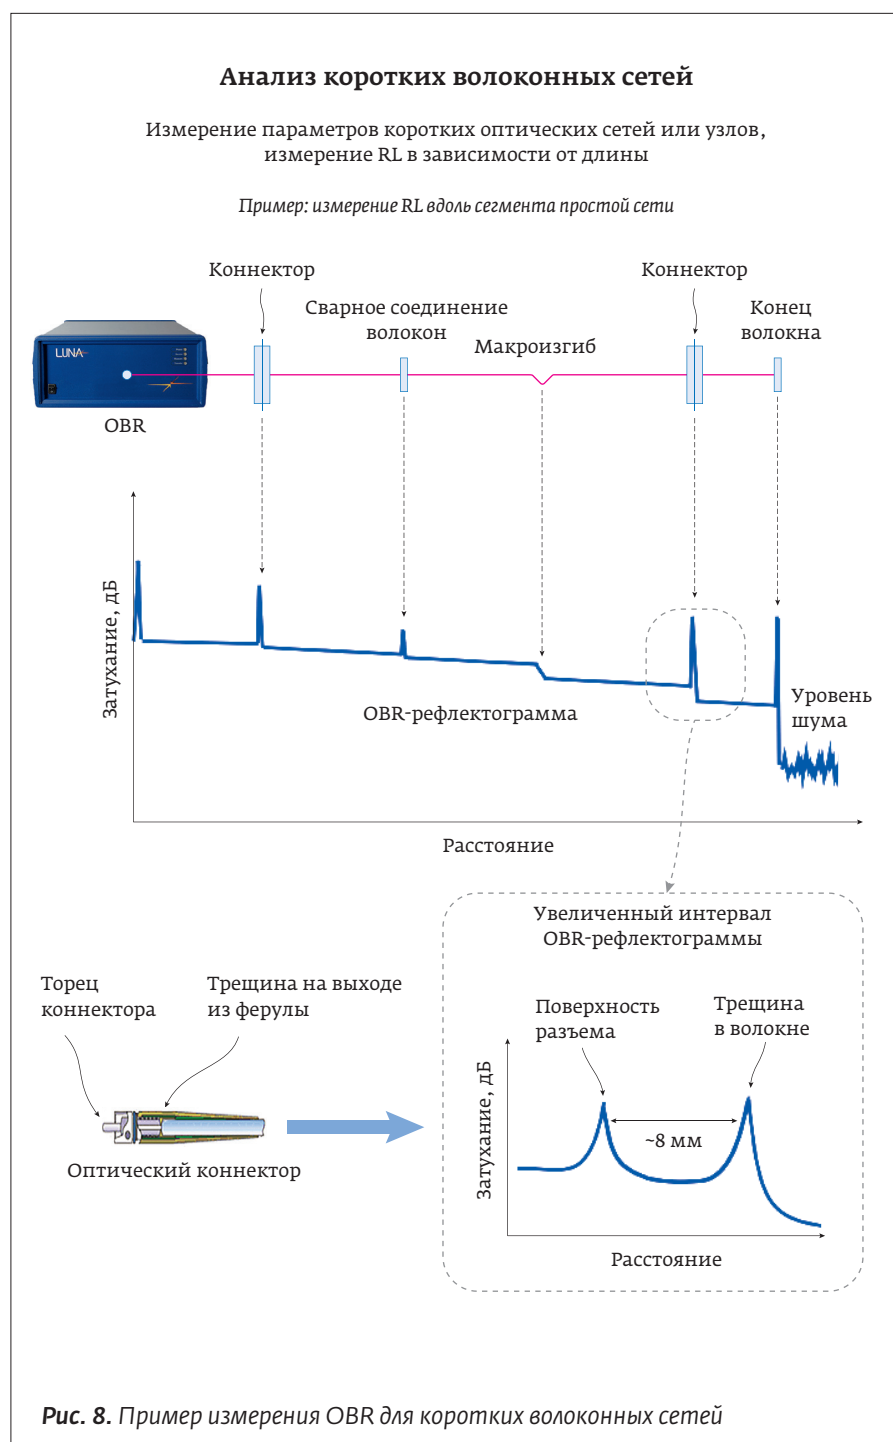 Анализ коротких волоконных сетей
Измерение параметров коротких оптических сетей или узлов,
измерение RL в зависимости от длины
Пример: измерение RL вдоль сегмента простой сети
Коннектор
Сварное соединение
волокон
Макроизгиб
Коннектор
Конец
волокна
LUNA
OBR
Затухание, дБ
OBR-рефлектограмма
Уровень
шума
Расстояние
Увеличенный интервал
OBR-рефлектограммы
Торец
коннектора
Трещина на выходе
из ферулы
Оптический коннектор
Поверхность
разъема
Трещина
в волокне
Затухание, дБ
~8 мм
Расстояние
Рис. 8. Пример измерения OBR для коротких волоконных сетей